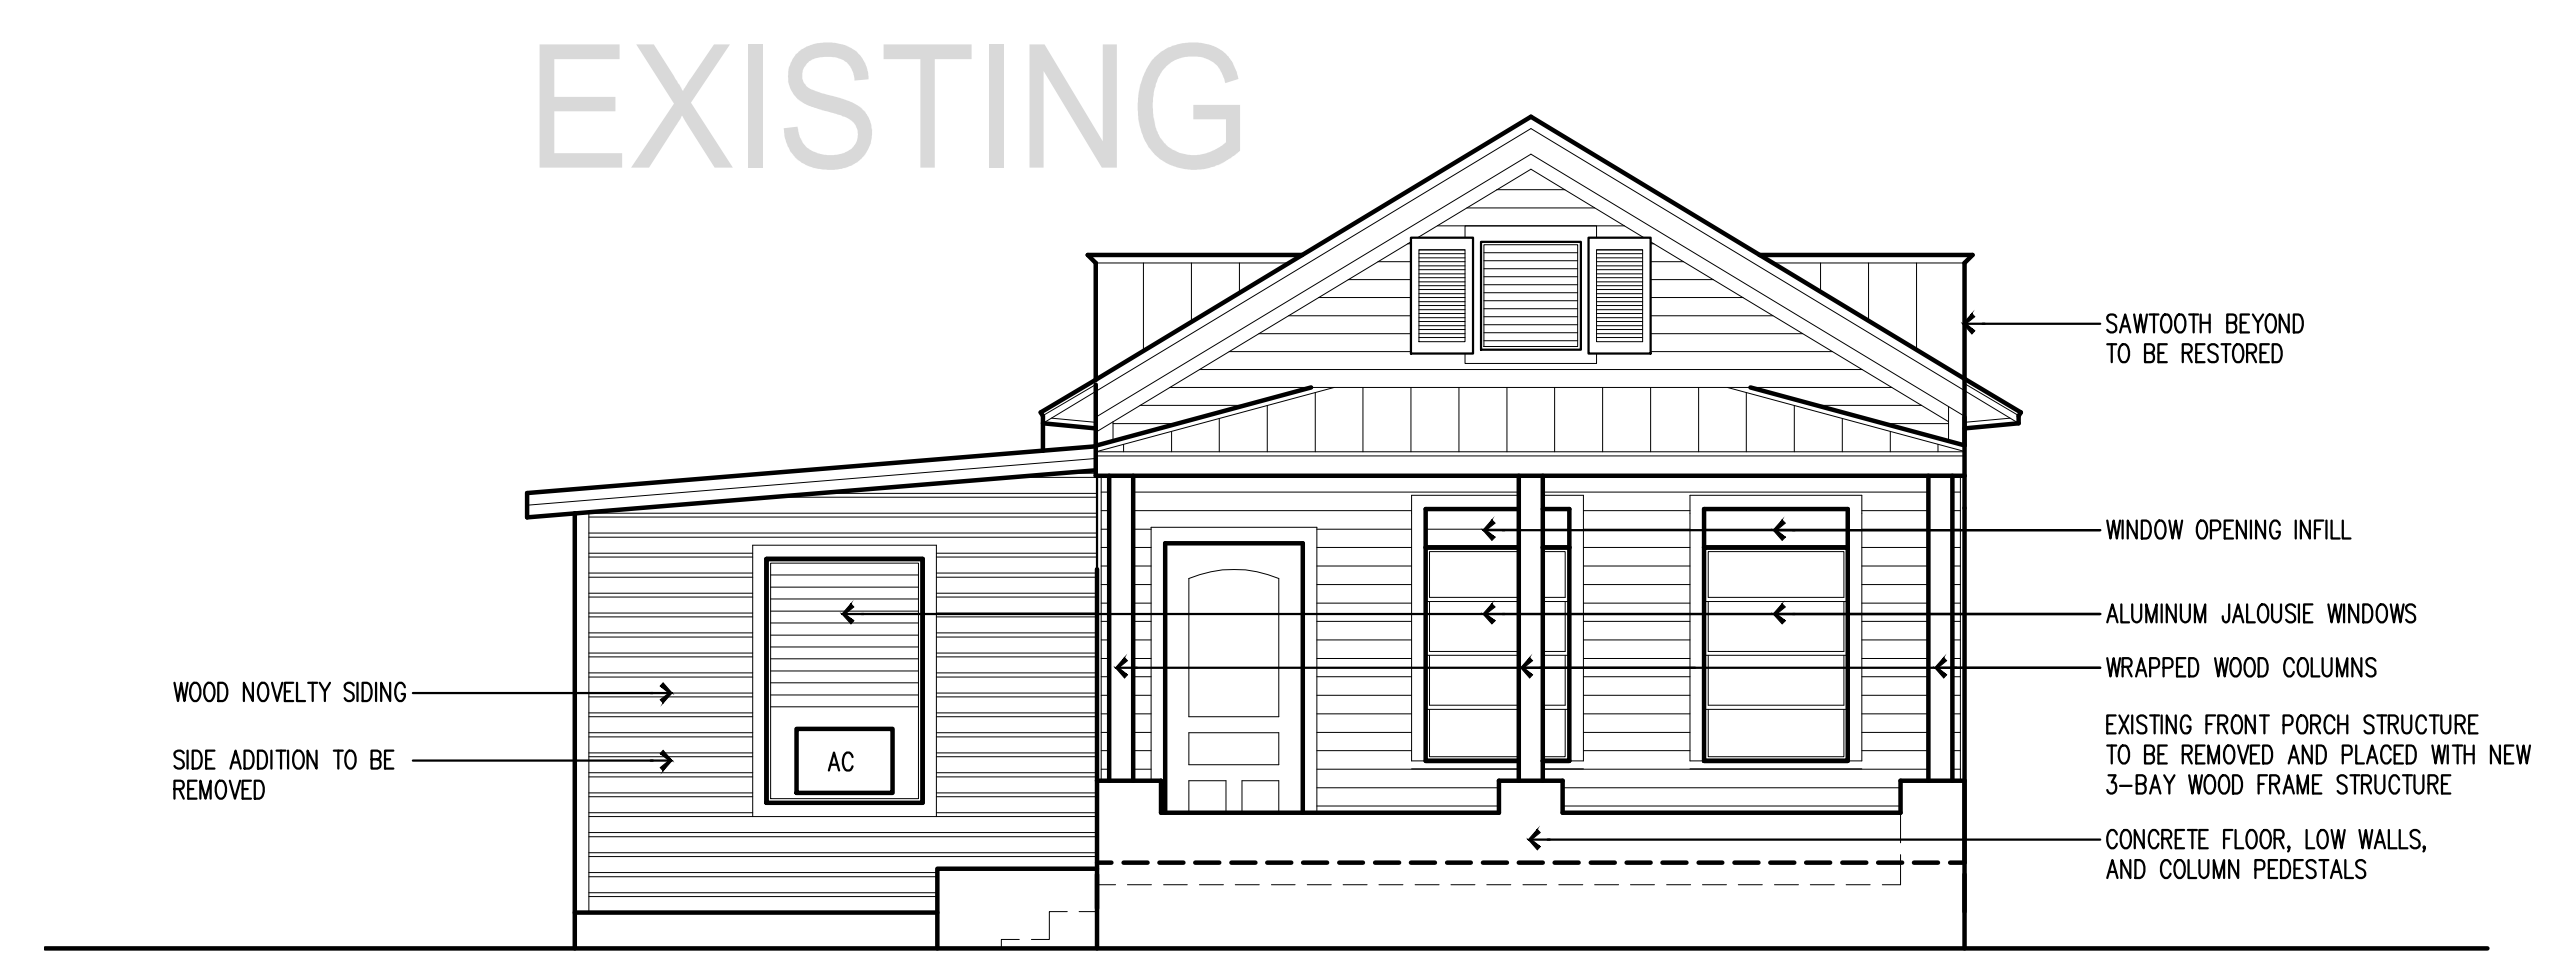 EXISTING
SAWTOOTH BEYOND
TO BE RESTORED
WINDOW OPENING INFILL
ALUMINUM JALOUSIE WINDOWS
WRAPPED WOOD COLUMNS
WOOD NOVELTY SIDING
EXISTING FRONT PORCH STRUCTURE
TO BE REMOVED AND PLACED WITH NEW
3-BAY WOOD FRAME STRUCTURE
SIDE ADDITION TO BE
REMOVED
AC
CONCRETE FLOOR, LOW WALLS,
AND COLUMN PEDESTALS